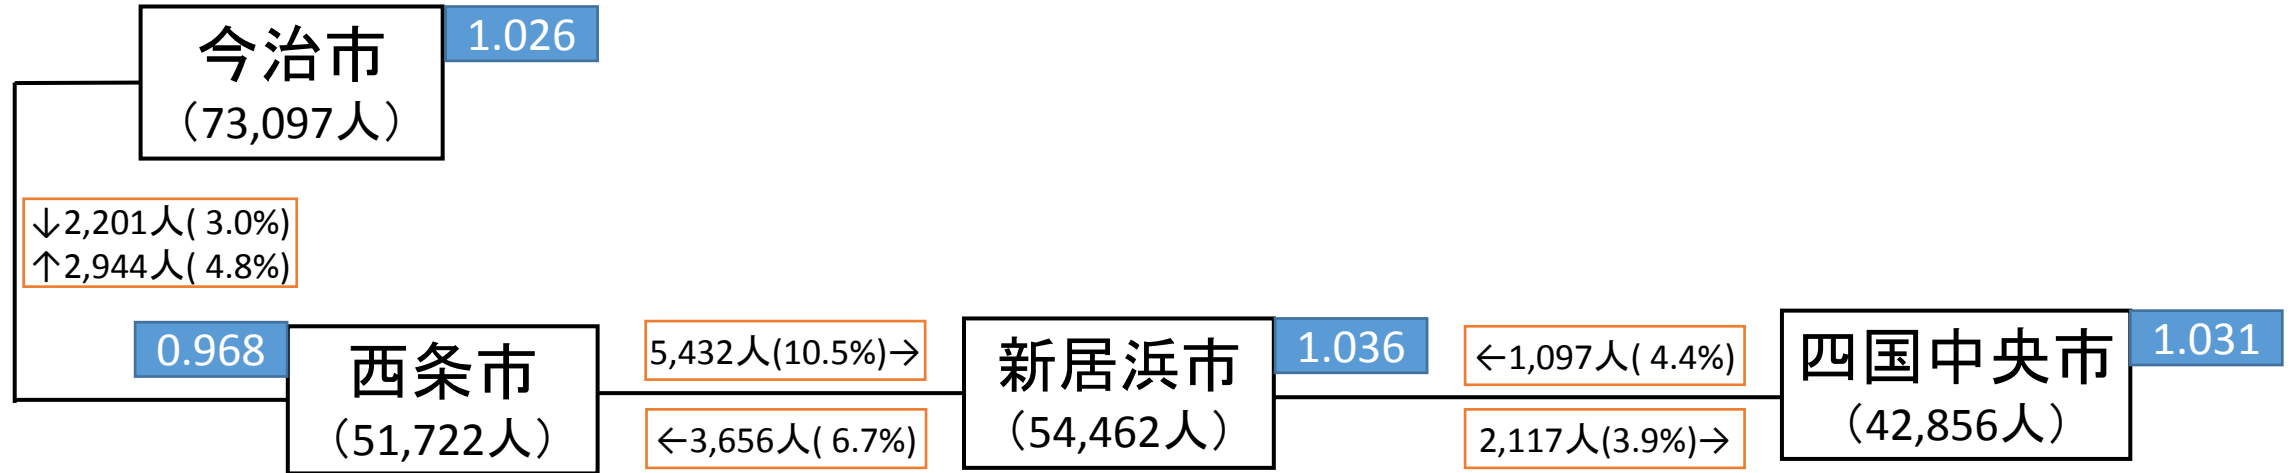 今治市
（73,097人）
1.026
↓2,201人( 3.0%)
↑2,944人( 4.8%)
0.968
西条市
（51,722人）
5,432人(10.5%)→
←3,656人( 6.7%)
新居浜市
（54,462人）
1.036
←1,097人( 4.4%)
2,117人(3.9%)→
四国中央市
（42,856人）
1.031